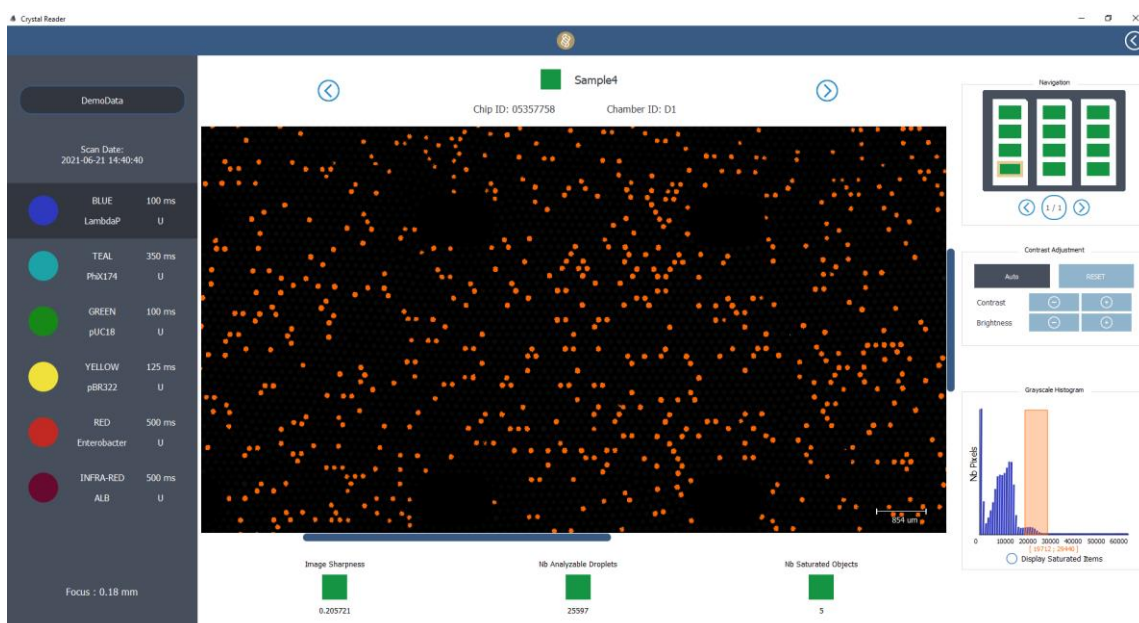 Crystal Reader
DemoData
Scan Date:
2021-06-21 14:40:40
BLUE 100 ms
LambdaP U
TEAL 350 ms
PhiX174 U
GREEN 100 ms
pUC18 U
YELLOW 125 ms
pBR322 U
RED 500 ms
Enterobacter U
INFRA-RED 500 ms
ALB U
Focus : 0.18 mm
Sample4
Chip ID: 05357758 Chamber ID: D1
854 um
Image Sharpness
0.205721
Nb Analyzable Droplets
25597
Nb Saturated Objects
5
Navigation
1 / 1
Contrast Adjustment
Auto RESET
Contrast
Brightness
Grayscale Histogram
Nb Pixels
0 10000 20000 30000 40000 50000 60000
[ 19712 ; 29440 ]
Display Saturated Items